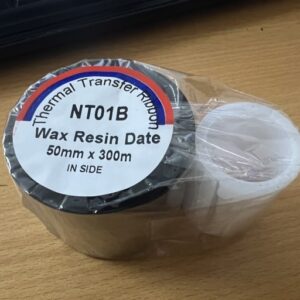 Thermal Transfer Ribbon
NT01B
Wax Resin Date
50mm x 300m
IN SIDE